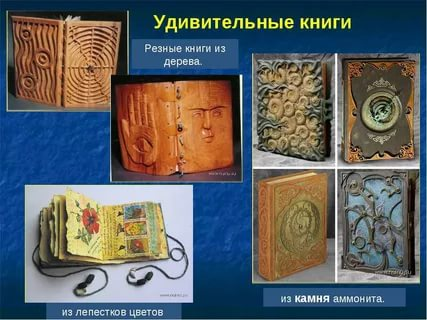 Удивительные книги
Резные книги из
дерева.
из лепестков цветов
из камня аммонита.